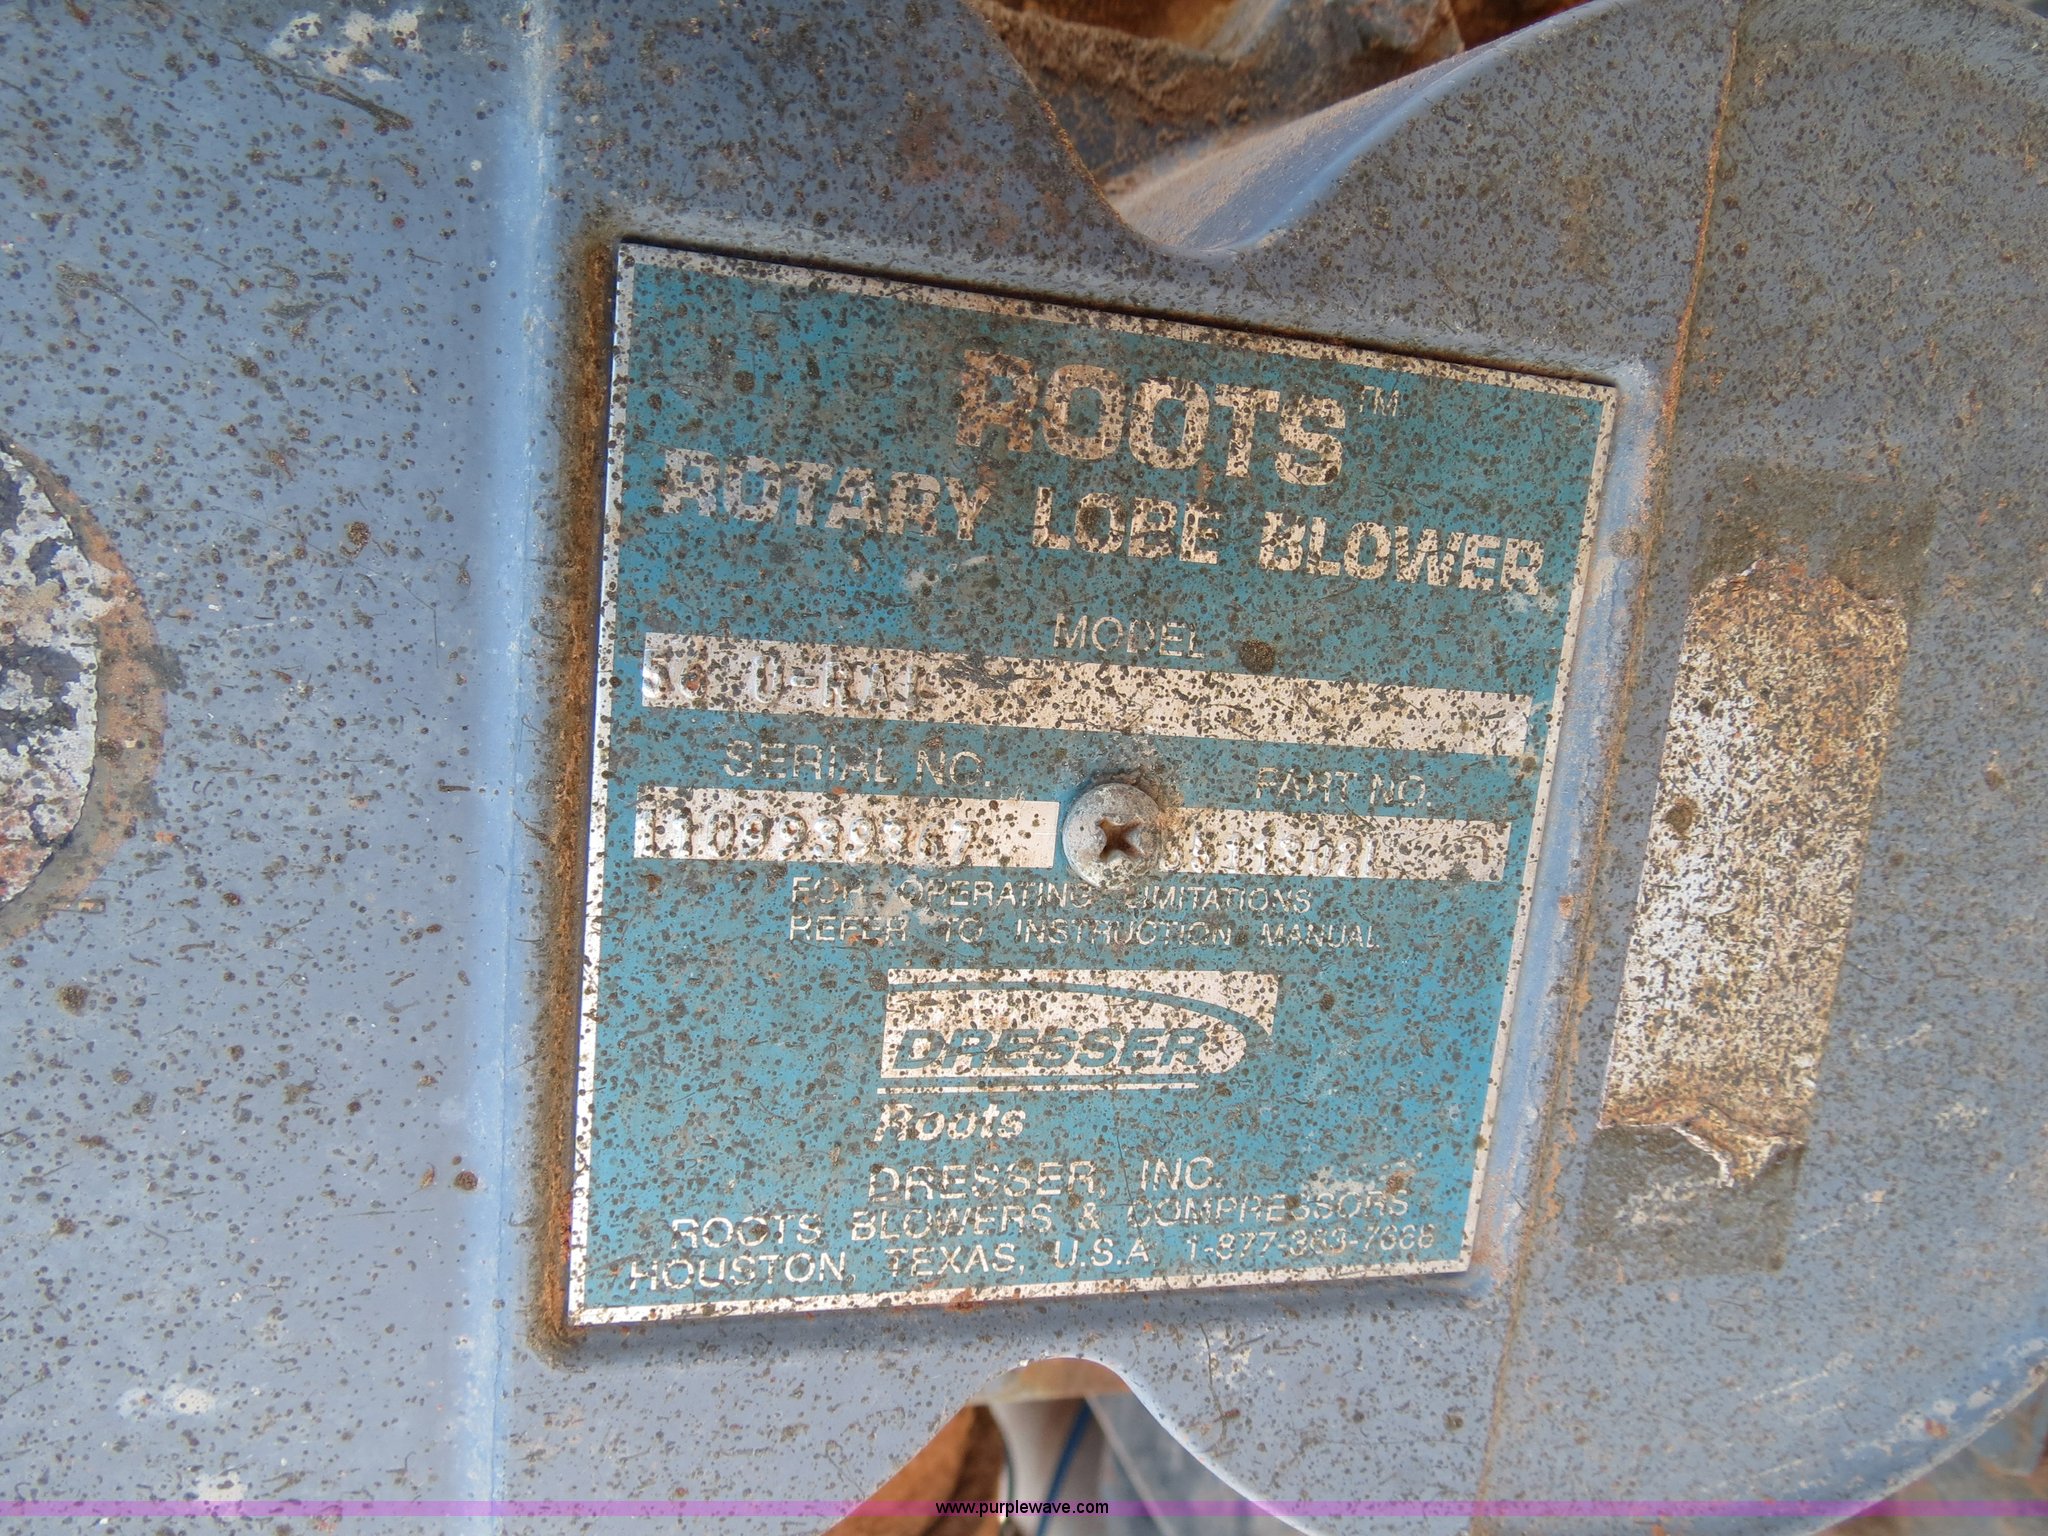 ROOTS™
ROTARY LOBE BLOWER
MODEL
U-RAI
SERIAL NO.
PART NO.
FOR OPERATING LIMITATIONS
REFER TO INSTRUCTION MANUAL
DRESSER
Roots
DRESSER, INC.
ROOTS BLOWERS & COMPRESSORS
HOUSTON, TEXAS, U.S.A.
www.purplewave.com